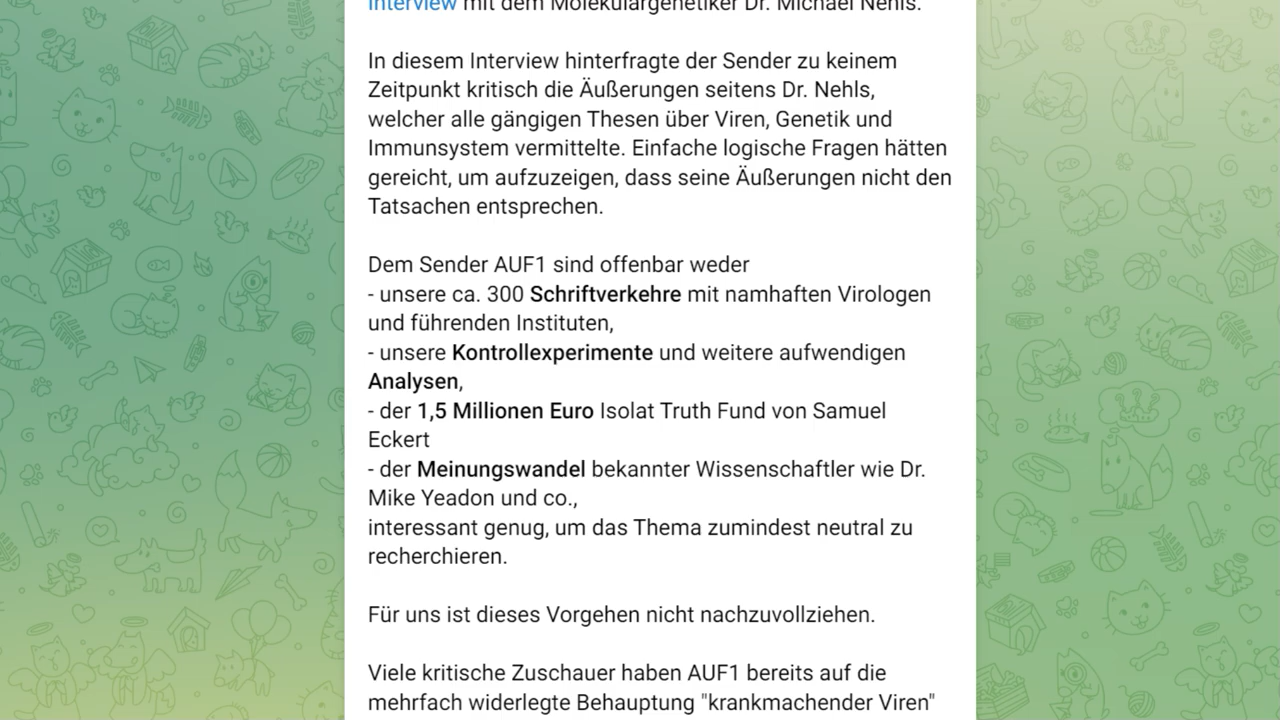 Interview mit dem Molekulargenetiker Dr. Michael Nehls.
In diesem Interview hinterfragte der Sender zu keinem
Zeitpunkt kritisch die Äußerungen seitens Dr. Nehls,
welcher alle gängigen Thesen über Viren, Genetik und
Immunsystem vermittelte. Einfache logische Fragen hätten
gereicht, um aufzuzeigen, dass seine Äußerungen nicht den
Tatsachen entsprechen.
Dem Sender AUF1 sind offenbar weder
- unsere ca. 300 Schriftverkehre mit namhaften Virologen
und führenden Instituten,
- unsere Kontrollexperimente und weitere aufwendigen
Analysen,
- der 1,5 Millionen Euro Isolat Truth Fund von Samuel
Eckert
- der Meinungswandel bekannter Wissenschaftler wie Dr.
Mike Yeadon und co.,
interessant genug, um das Thema zumindest neutral zu
recherchieren.
Für uns ist dieses Vorgehen nicht nachzuvollziehen.
Viele kritische Zuschauer haben AUF1 bereits auf die
mehrfach widerlegte Behauptung "krankmachender Viren"